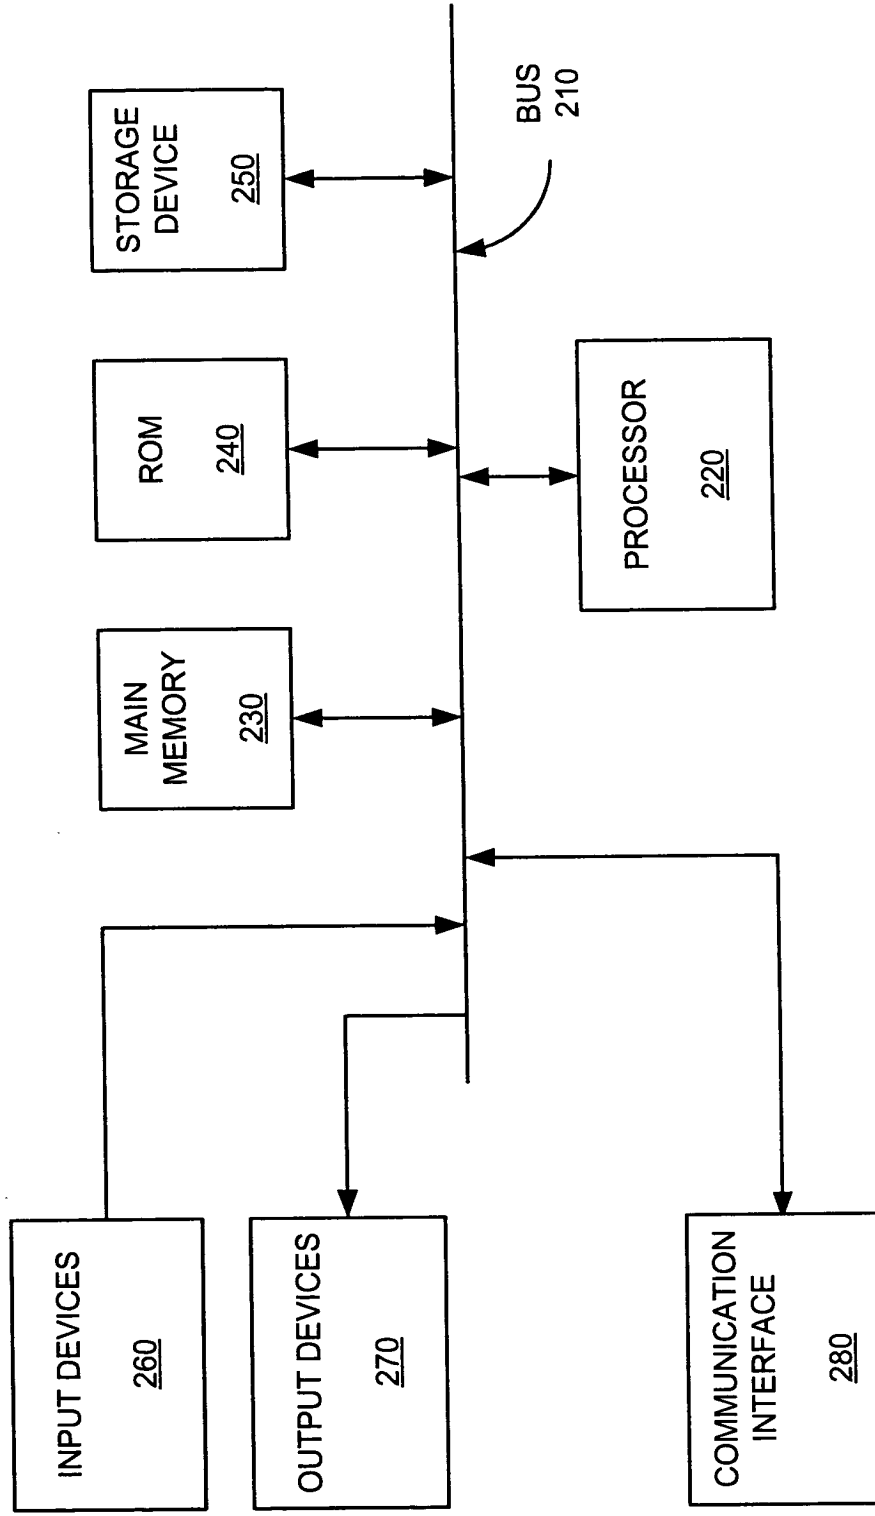 INPUT DEVICES
260
MAIN
MEMORY
230
ROM
240
STORAGE
DEVICE
250
OUTPUT DEVICES
270
BUS
210
PROCESSOR
220
COMMUNICATION
INTERFACE
280